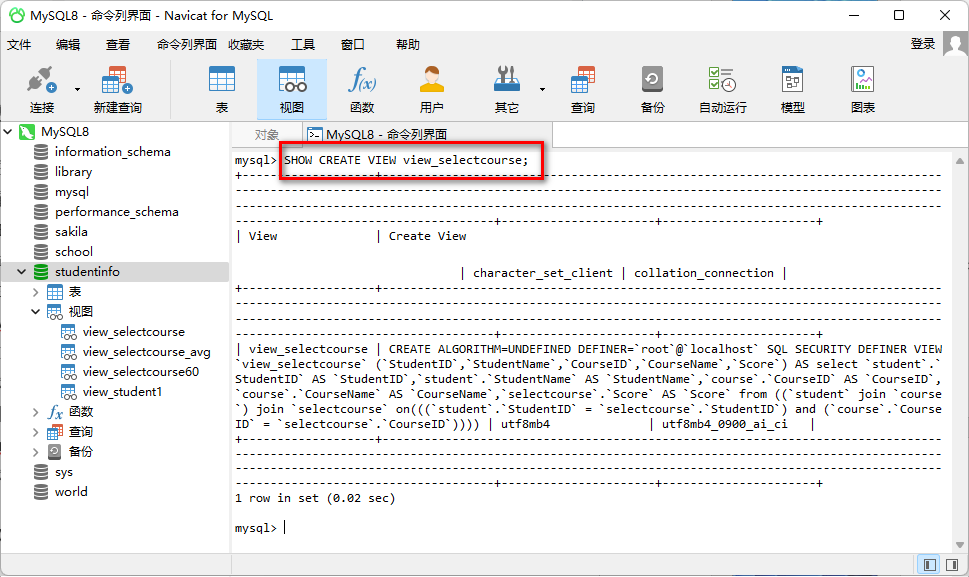 MySQL8 - 命令列界面 - Navicat for MySQL
文件 编辑 查看 命令列界面 收藏夹 工具 窗口 帮助 登录
连接 新建查询 表 视图 函数 用户 其它 查询 备份 自动运行 模型 图表
MySQL8
information_schema
library
mysql
performance_schema
sakila
school
studentinfo
表
视图
view_selectcourse
view_selectcourse_avg
view_selectcourse60
view_student1
函数
查询
备份
sys
world
对象 MySQL8 - 命令列界面
mysql> SHOW CREATE VIEW view_selectcourse;
| View | Create View
| character_set_client | collation_connection |
| view_selectcourse | CREATE ALGORITHM=UNDEFINED DEFINER=`root`@`localhost` SQL SECURITY DEFINER VIEW
`view_selectcourse` (`StudentID`,`StudentName`,`CourseID`,`CourseName`,`Score`) AS select `student`.`
StudentID` AS `StudentID`,`student`.`StudentName` AS `StudentName`,`course`.`CourseID` AS `CourseID`,
`course`.`CourseName` AS `CourseName`,`selectcourse`.`Score` AS `Score` from ((`student` join `course
`) join `selectcourse` on(((`student`.`StudentID` = `selectcourse`.`StudentID`) and (`course`.`Course
ID` = `selectcourse`.`CourseID`)))) | utf8mb4 | utf8mb4_0900_ai_ci |
1 row in set (0.02 sec)
mysql>